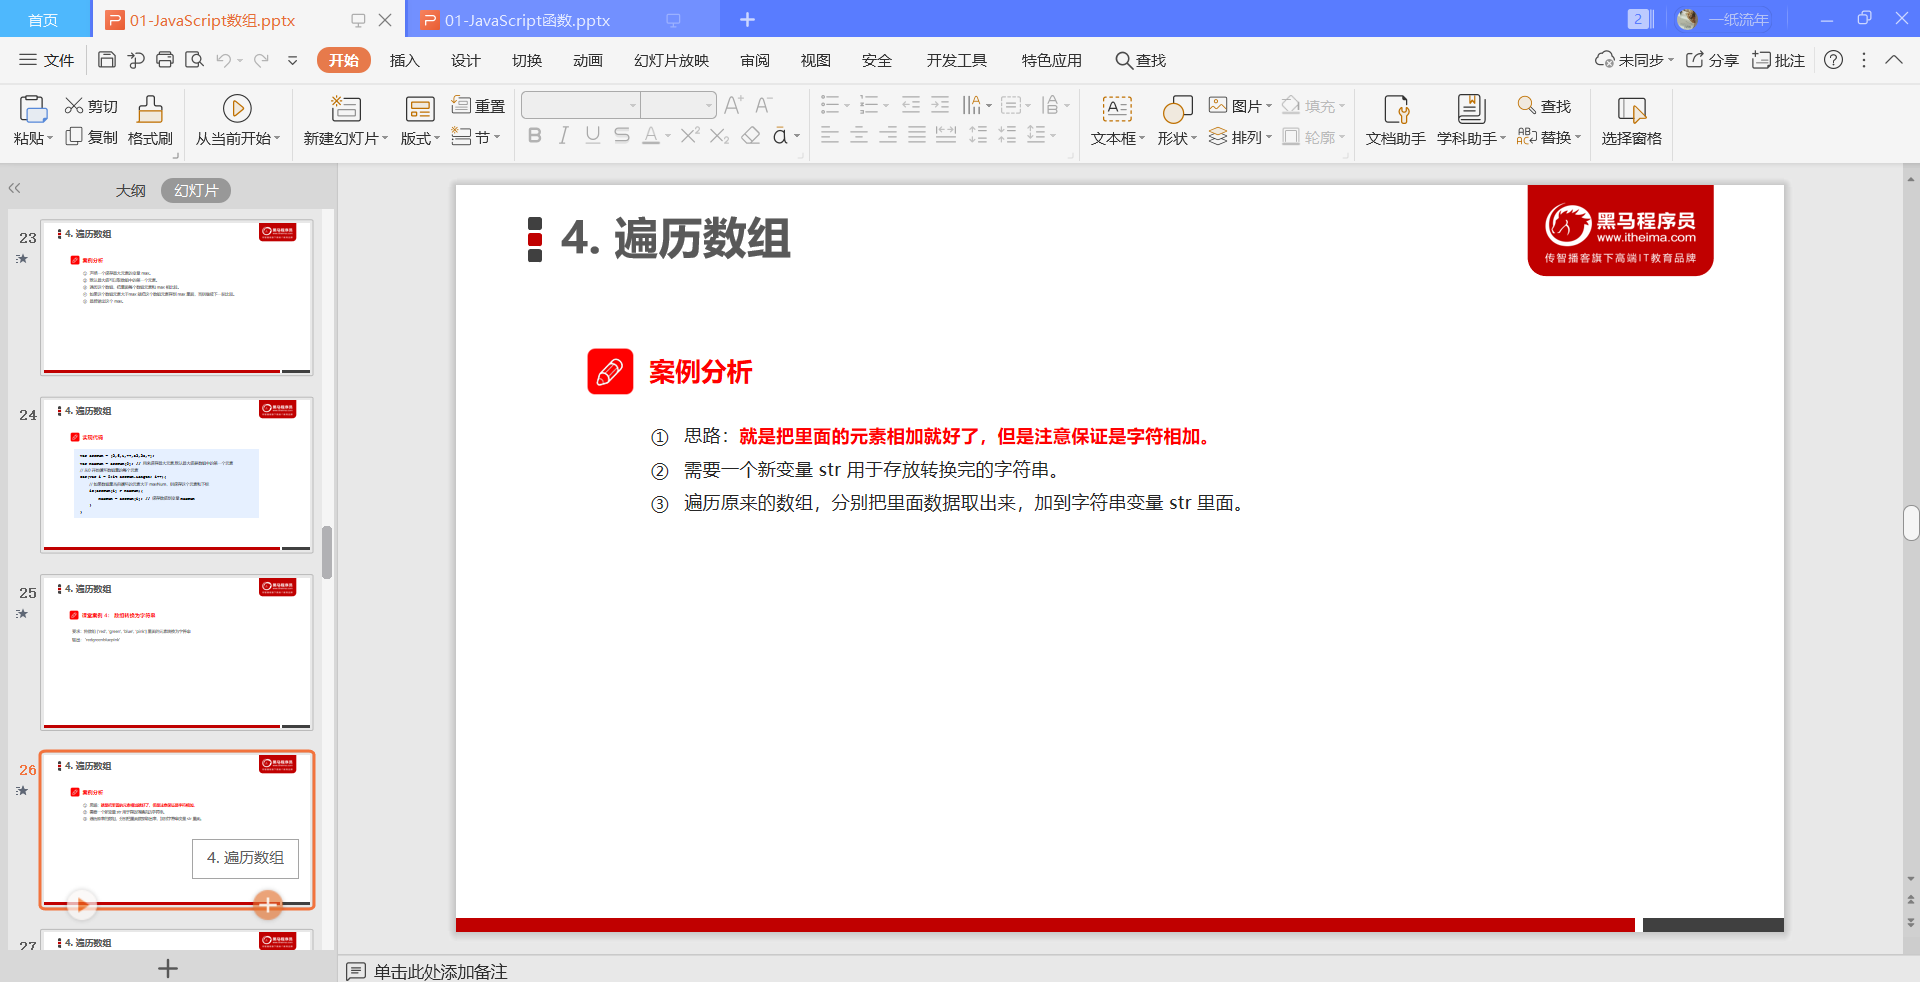 首页
01-JavaScript数组.pptx
01-JavaScript函数.pptx
2
一纸流年
文件
开始
插入
设计
切换
动画
幻灯片放映
审阅
视图
安全
开发工具
特色应用
查找
未同步
分享
批注
粘贴
剪切
复制
格式刷
从当前开始
新建幻灯片
版式
重置
节
文本框
形状
图片
排列
填充
轮廓
文档助手
学科助手
查找
替换
选择窗格
大纲
幻灯片
23
4. 遍历数组
案例分析
24
4. 遍历数组
实现代码
25
4. 遍历数组
课堂案例 4： 数组转换为字符串
26
4. 遍历数组
案例分析
4. 遍历数组
27
4. 遍历数组
4. 遍历数组
黑马程序员
www.itheima.com
传智播客旗下高端IT教育品牌
案例分析
① 思路：就是把里面的元素相加就好了，但是注意保证是字符相加。
② 需要一个新变量 str 用于存放转换完的字符串。
③ 遍历原来的数组，分别把里面数据取出来，加到字符串变量 str 里面。
单击此处添加备注